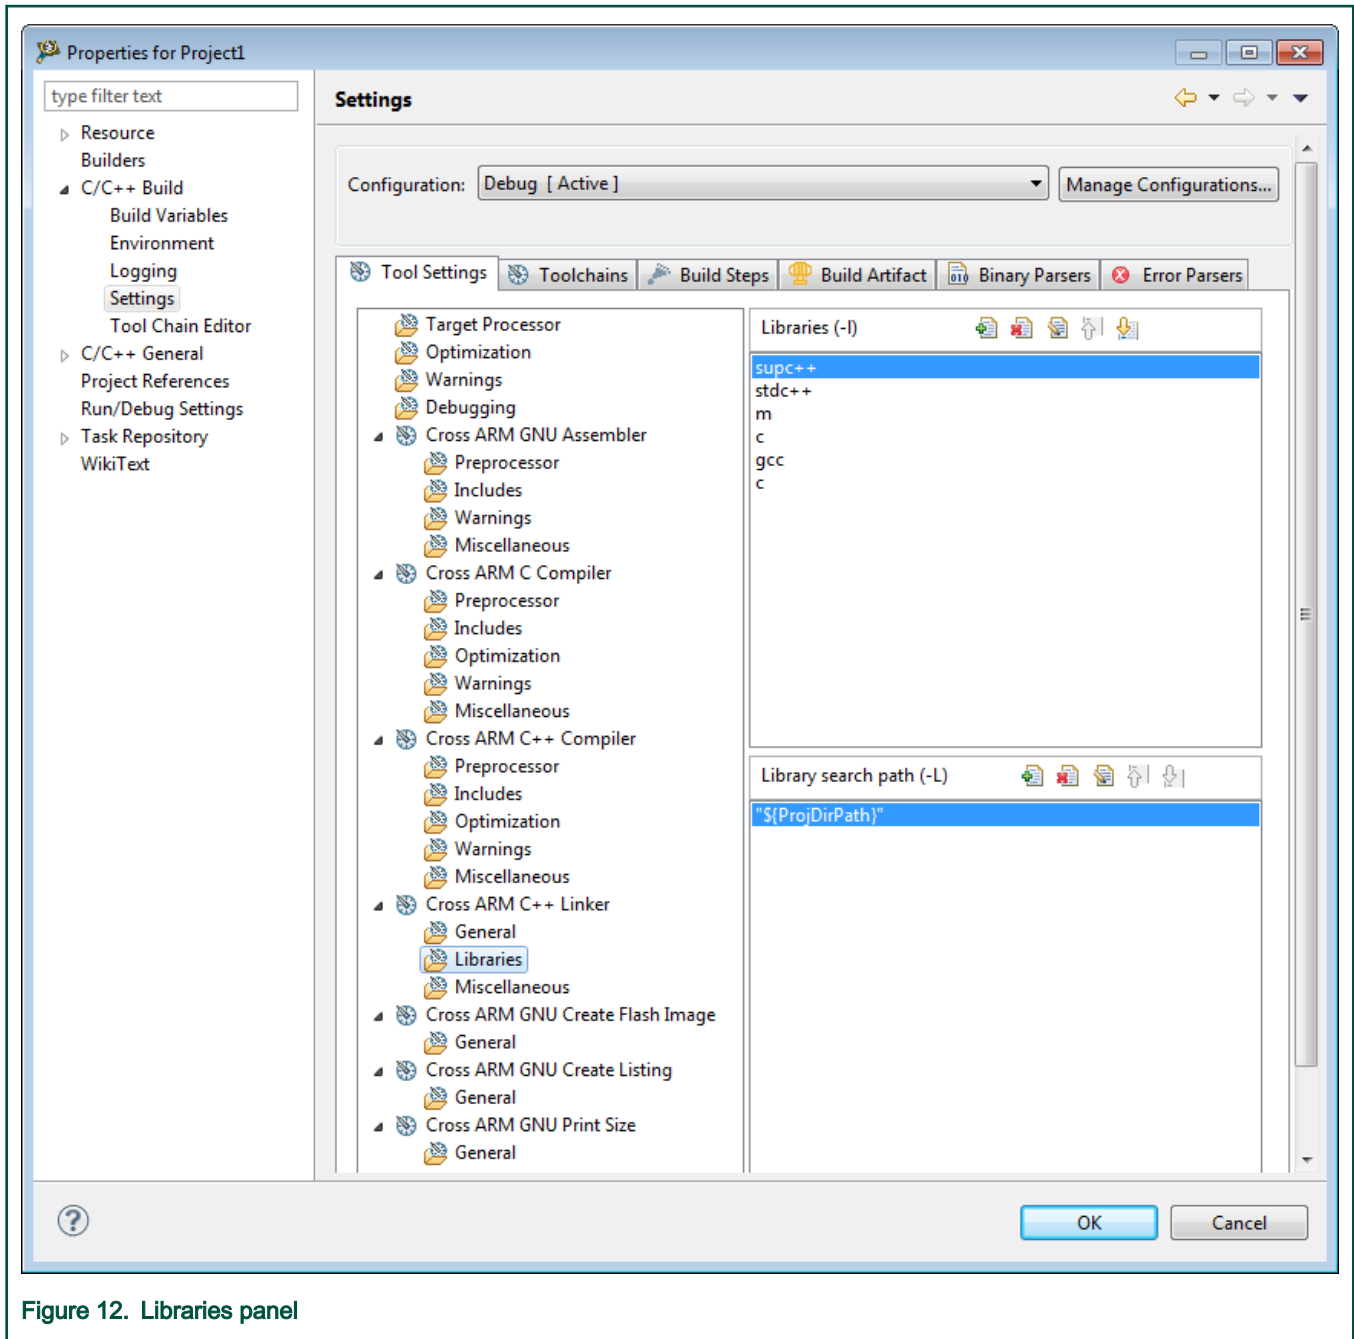 Properties for Project1
type filter text
Resource
Builders
C/C++ Build
Build Variables
Environment
Logging
Settings
Tool Chain Editor
C/C++ General
Project References
Run/Debug Settings
Task Repository
WikiText
Settings
Configuration: Debug [ Active ] Manage Configurations...
Tool Settings Toolchains Build Steps Build Artifact 010 Binary Parsers Error Parsers
Target Processor
Optimization
Warnings
Debugging
Cross ARM GNU Assembler
Preprocessor
Includes
Warnings
Miscellaneous
Cross ARM C Compiler
Preprocessor
Includes
Optimization
Warnings
Miscellaneous
Cross ARM C++ Compiler
Preprocessor
Includes
Optimization
Warnings
Miscellaneous
Cross ARM C++ Linker
General
Libraries
Miscellaneous
Cross ARM GNU Create Flash Image
General
Cross ARM GNU Create Listing
General
Cross ARM GNU Print Size
General
Libraries (-l)
supc++
stdc++
m
c
gcc
c
Library search path (-L)
"${ProjDirPath}"
?
OK Cancel
Figure 12. Libraries panel